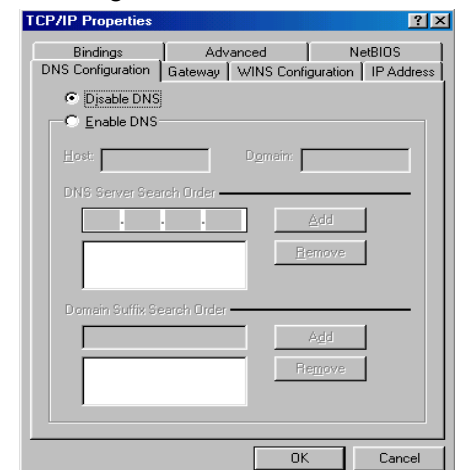 TCP/IP Properties ? X
Bindings Advanced NetBIOS
DNS Configuration Gateway WINS Configuration IP Address
Disable DNS
Enable DNS
Host: Domain:
DNS Server Search Order
. . . Add
Remove
Domain Suffix Search Order
Add
Remove
OK Cancel